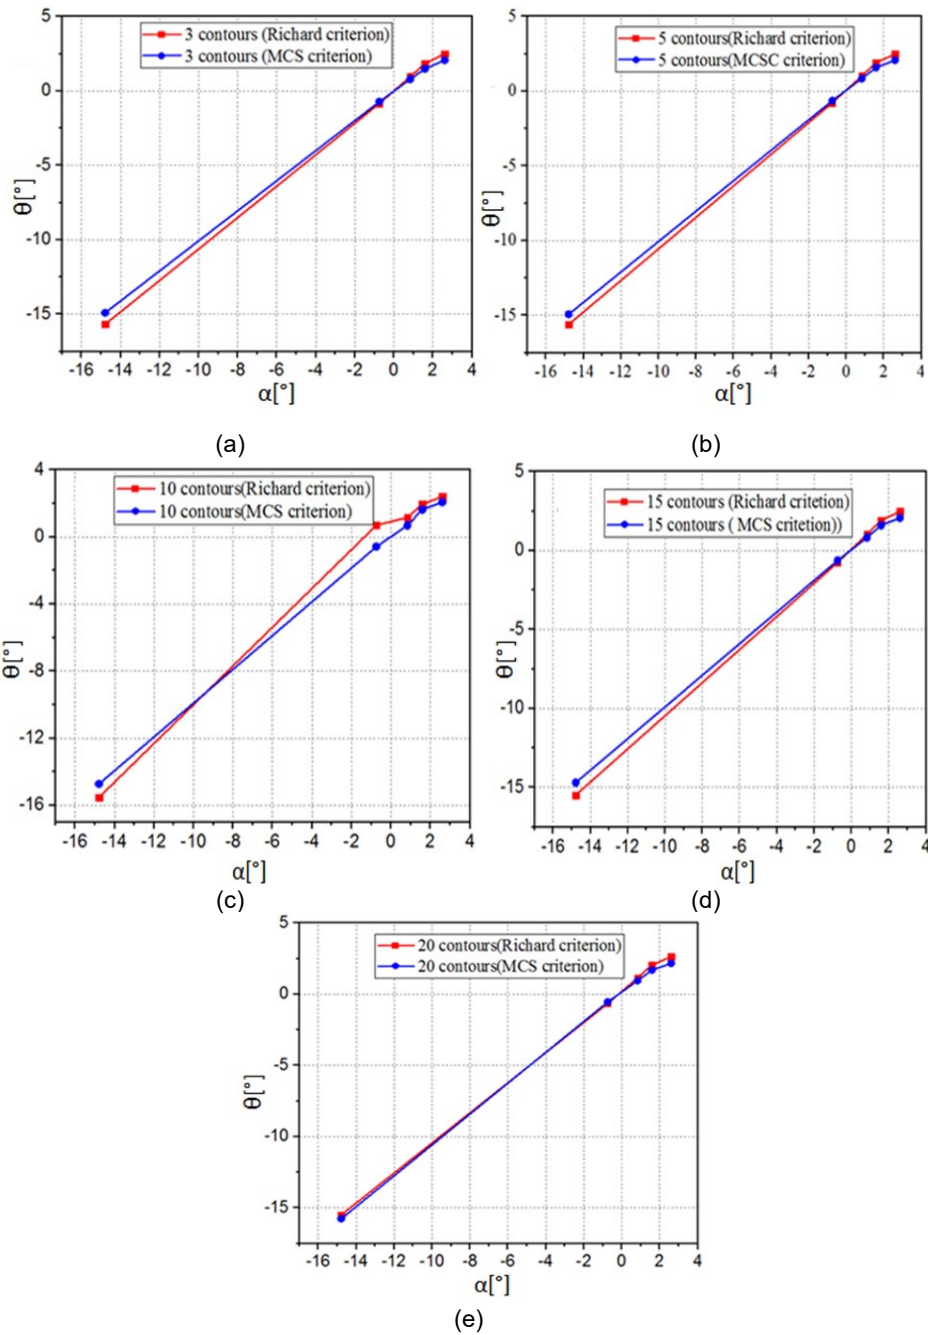 5
3 contours (Richard criterion)
3 contours (MCS criterion)
0
-5
-10
-15
θ[°]
-16 -14 -12 -10 -8 -6 -4 -2 0 2 4
α[°]
(a)
5
5 contours(Richard criterion)
5 contours(MCSC criterion)
0
-5
-10
-15
θ[°]
-16 -14 -12 -10 -8 -6 -4 -2 0 2 4
α[°]
(b)
4
10 contours(Richard criterion)
10 contours(MCS criterion)
0
-4
-8
-12
-16
θ[°]
-16 -14 -12 -10 -8 -6 -4 -2 0 2 4
α[°]
(c)
5
15 contours (Richard critetion)
15 contours ( MCS critetion))
0
-5
-10
-15
θ[°]
-16 -14 -12 -10 -8 -6 -4 -2 0 2 4
α[°]
(d)
5
20 contours(Richard criterion)
20 contours(MCS criterion)
0
-5
-10
-15
θ[°]
-16 -14 -12 -10 -8 -6 -4 -2 0 2 4
α[°]
(e)